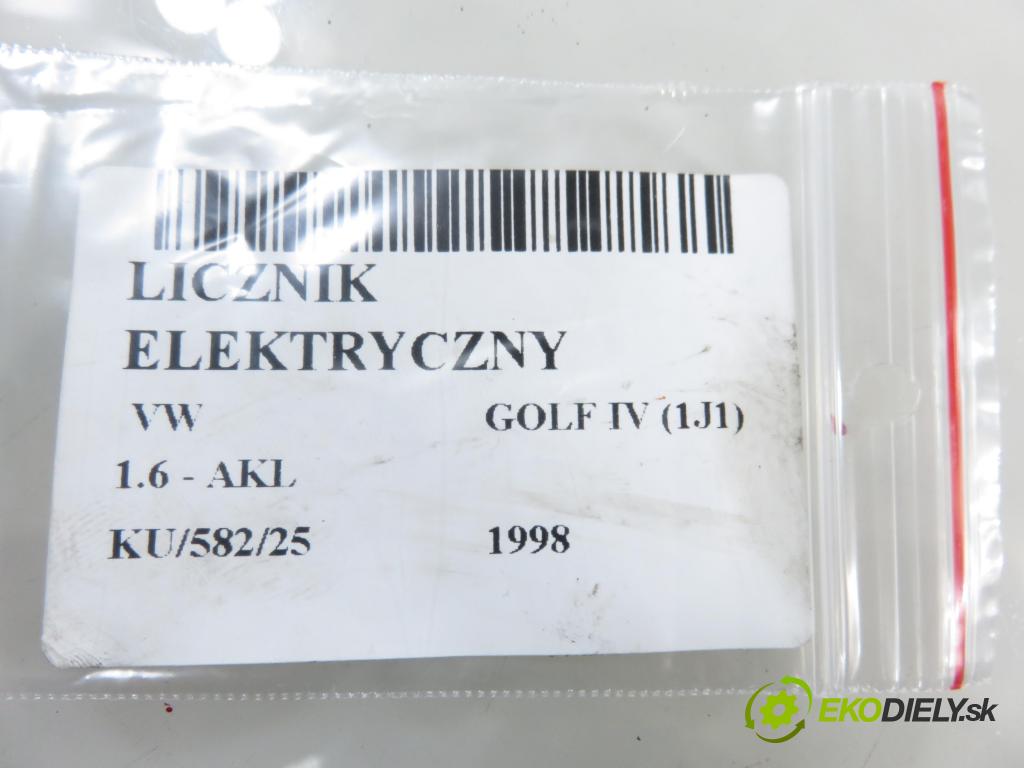 LICZNIK
ELEKTRYCZNY
VW GOLF IV (1J1)
1.6 - AKL
KU/582/25 1998
EKODIELY.sk